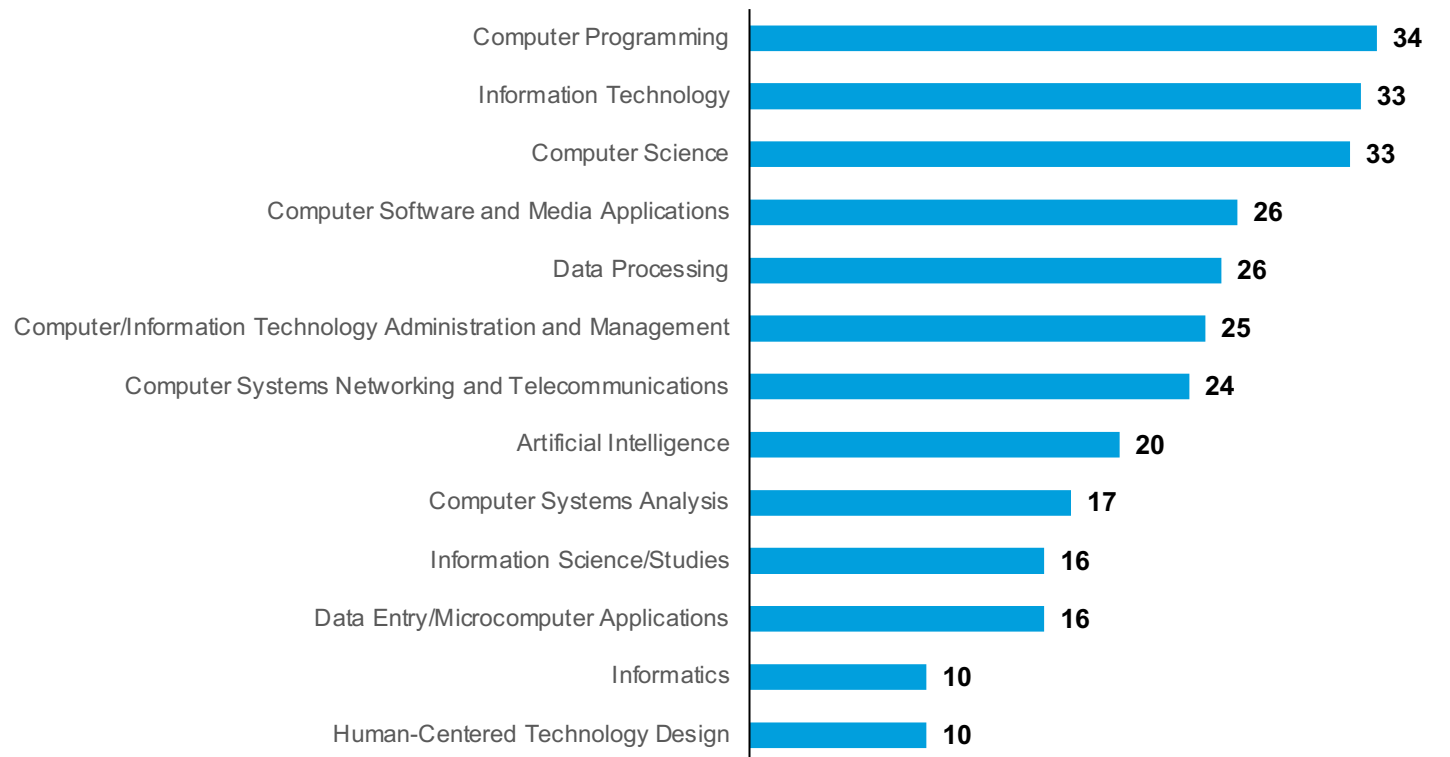 Computer Programming 34
Information Technology 33
Computer Science 33
Computer Software and Media Applications 26
Data Processing 26
Computer/Information Technology Administration and Management 25
Computer Systems Networking and Telecommunications 24
Artificial Intelligence 20
Computer Systems Analysis 17
Information Science/Studies 16
Data Entry/Microcomputer Applications 16
Informatics 10
Human-Centered Technology Design 10